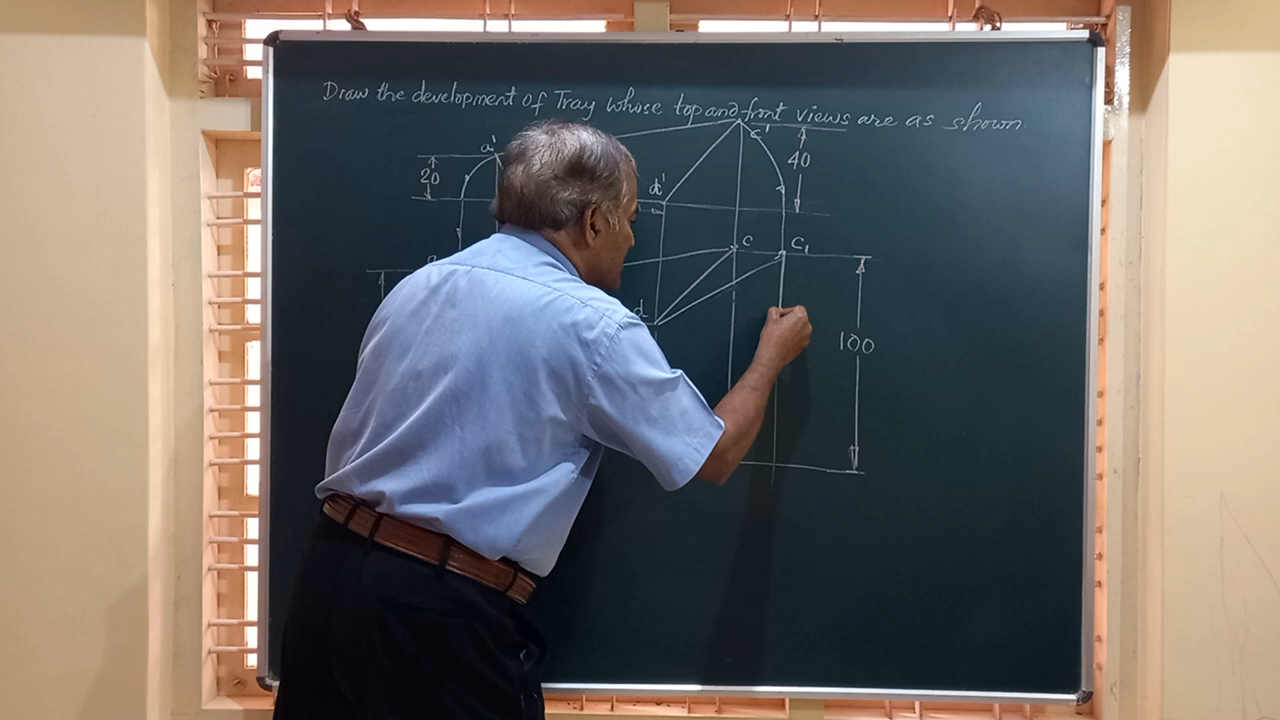 Draw the development of Tray whose top and front views are as shown
a'
c'
20
40
d'
c
C₁
d
100